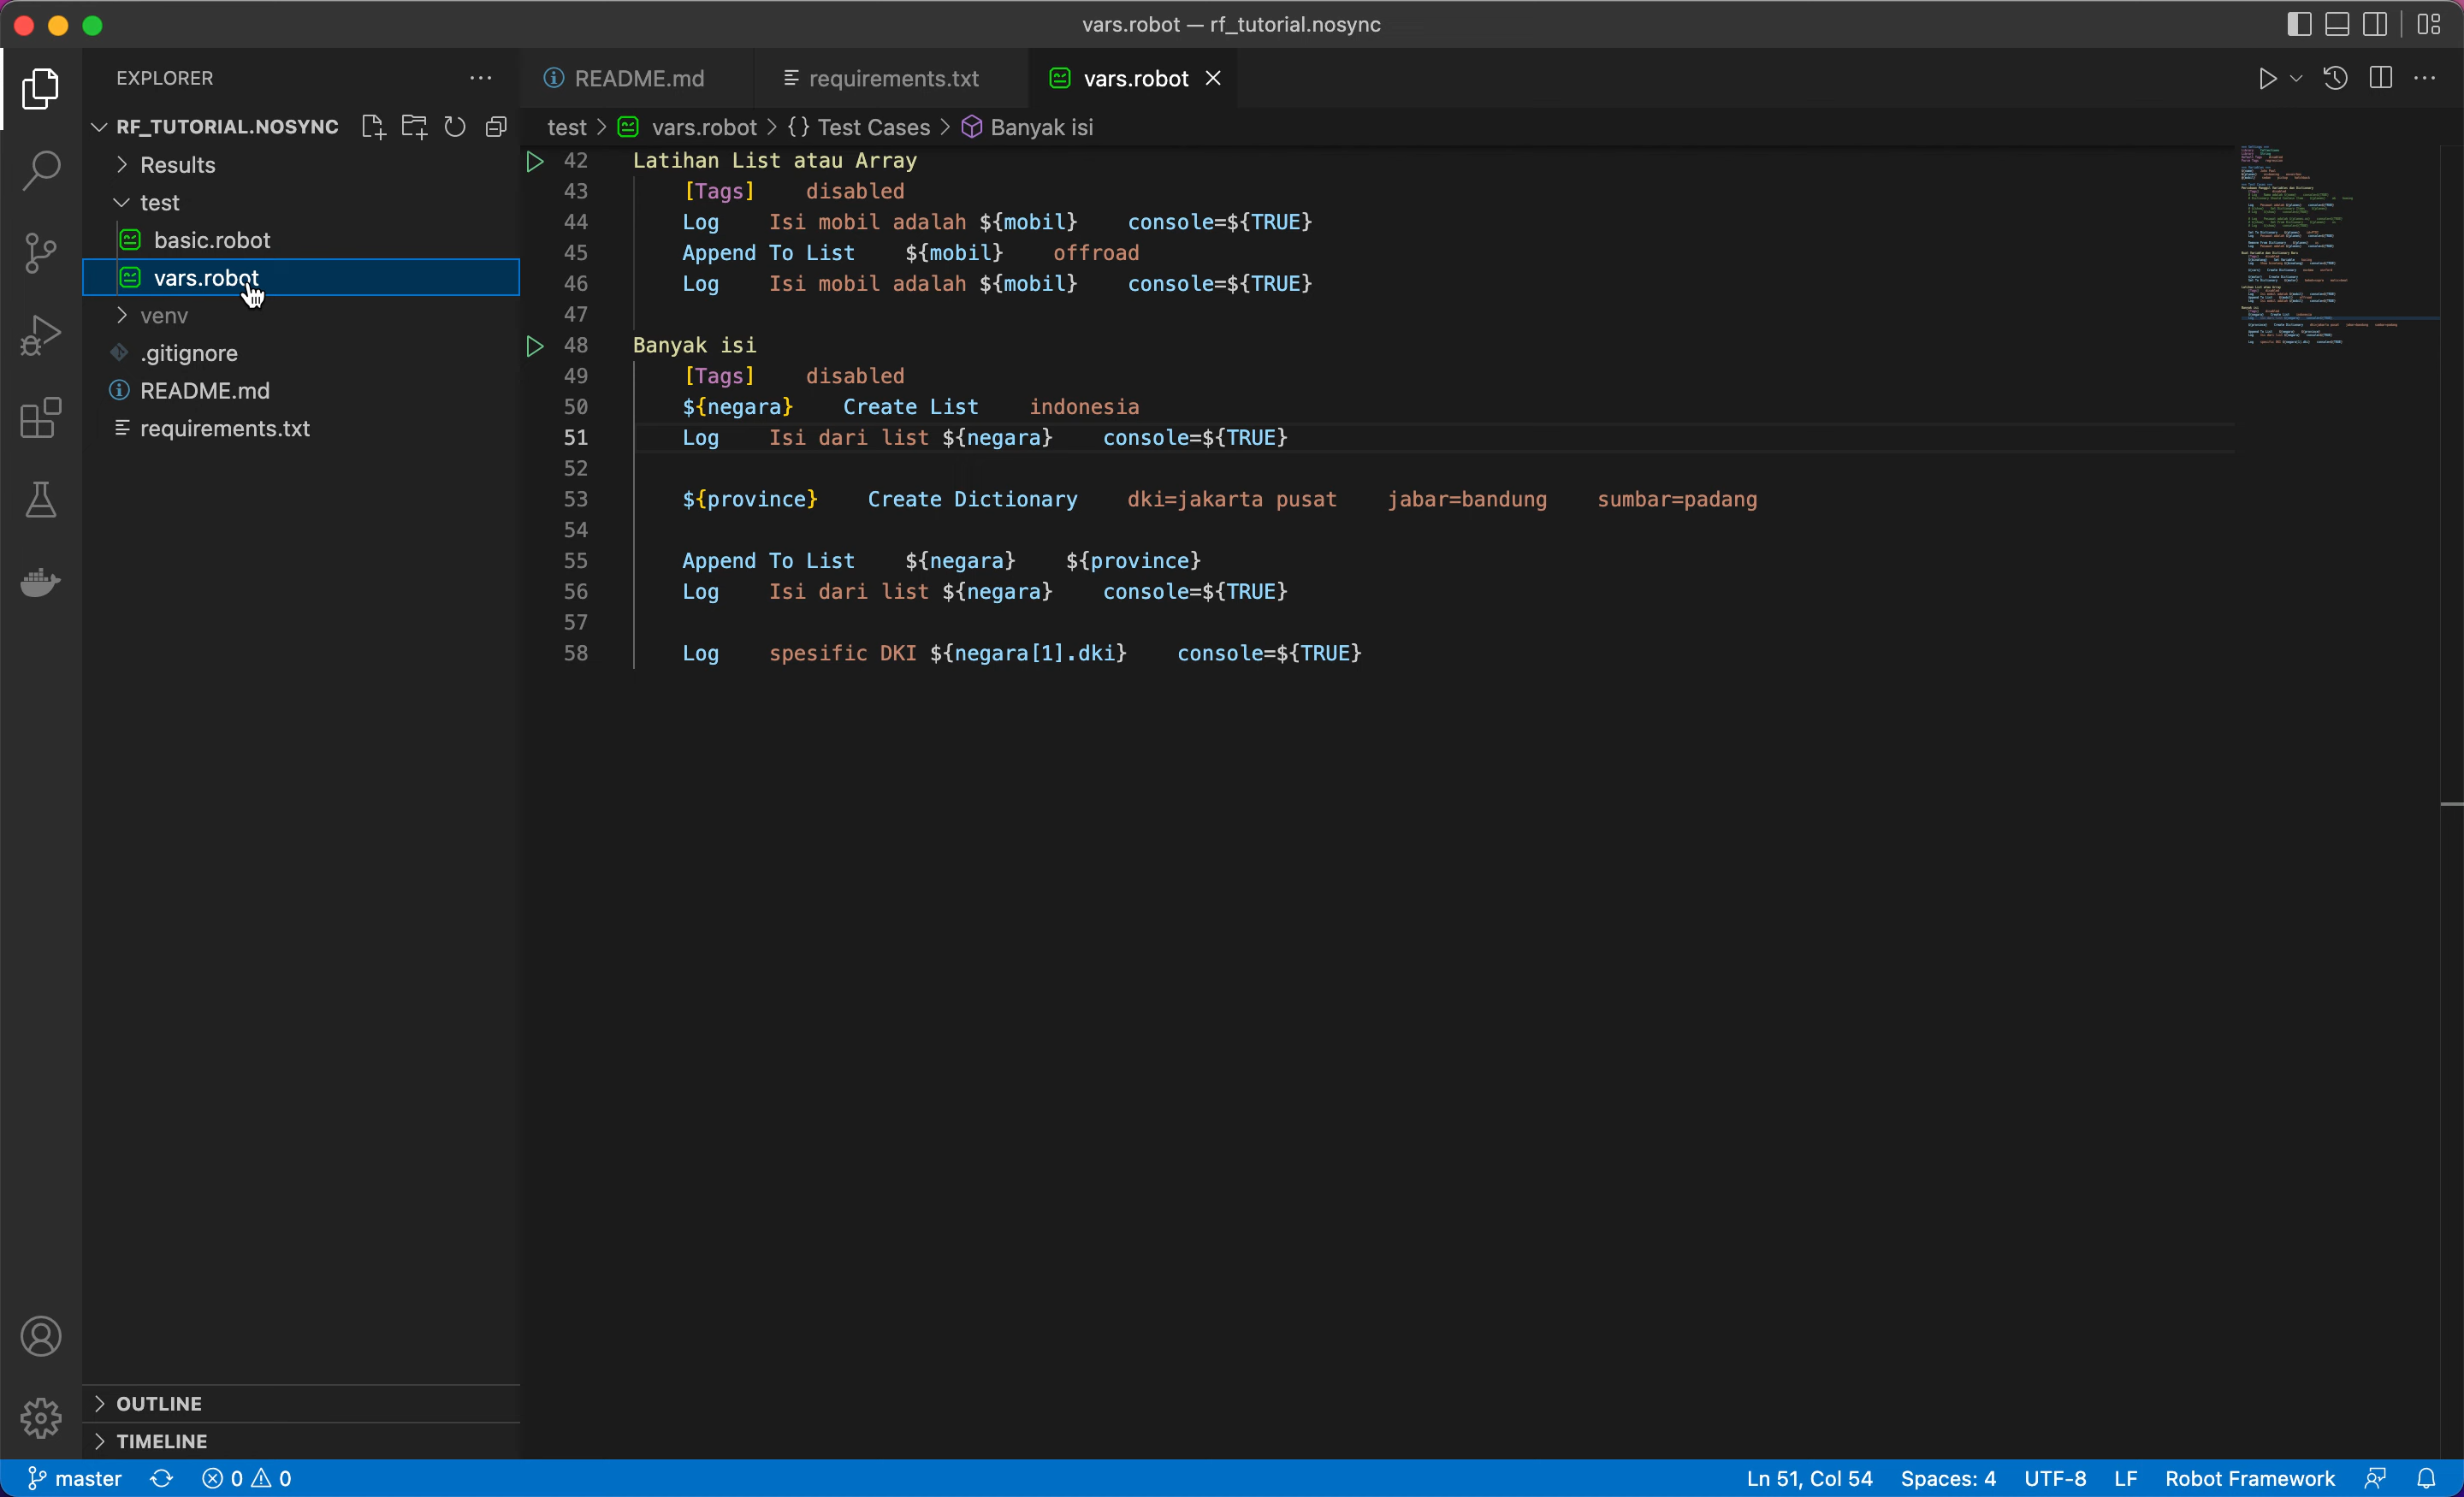 vars.robot — rf_tutorial.nosync
EXPLORER
RF_TUTORIAL.NOSYNC
Results
test
basic.robot
vars.robot
venv
.gitignore
README.md
requirements.txt
OUTLINE
TIMELINE
README.md requirements.txt vars.robot
test > vars.robot > {} Test Cases > Banyak isi
42 Latihan List atau Array
43 [Tags]    disabled
44 Log    Isi mobil adalah ${mobil}    console=${TRUE}
45 Append To List    ${mobil}    offroad
46 Log    Isi mobil adalah ${mobil}    console=${TRUE}
47
48 Banyak isi
49 [Tags]    disabled
50 ${negara}    Create List    indonesia
51 Log    Isi dari list ${negara}    console=${TRUE}
52
53 ${province}    Create Dictionary    dki=jakarta pusat    jabar=bandung    sumbar=padang
54
55 Append To List    ${negara}    ${province}
56 Log    Isi dari list ${negara}    console=${TRUE}
57
58 Log    spesific DKI ${negara[1].dki}    console=${TRUE}
master 0 0 Ln 51, Col 54 Spaces: 4 UTF-8 LF Robot Framework